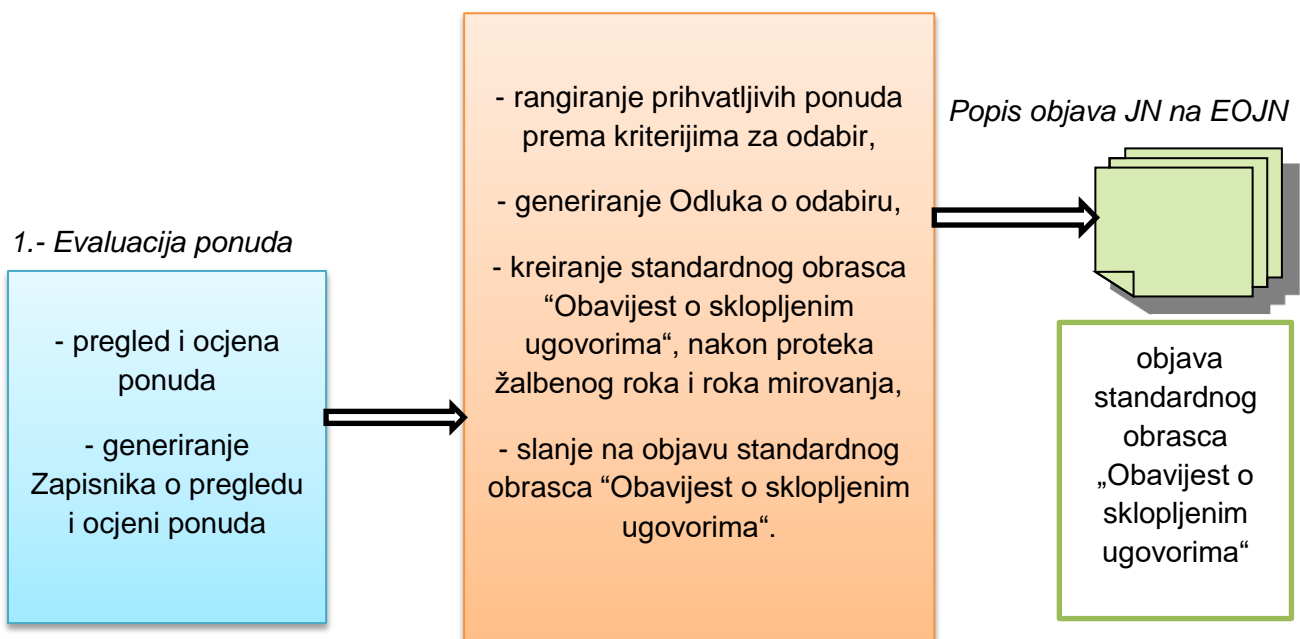 1.- Evaluacija ponuda
- pregled i ocjena
ponuda
- generiranje
Zapisnika o pregledu
i ocjeni ponuda
- rangiranje prihvatljivih ponuda
prema kriterijima za odabir,
- generiranje Odluka o odabiru,
- kreiranje standardnog obrasca
“Obavijest o sklopljenim
ugovorima“, nakon proteka
žalbenog roka i roka mirovanja,
- slanje na objavu standardnog
obrasca “Obavijest o sklopljenim
ugovorima“.
Popis objava JN na EOJN
objava
standardnog
obrasca
„Obavijest o
sklopljenim
ugovorima“